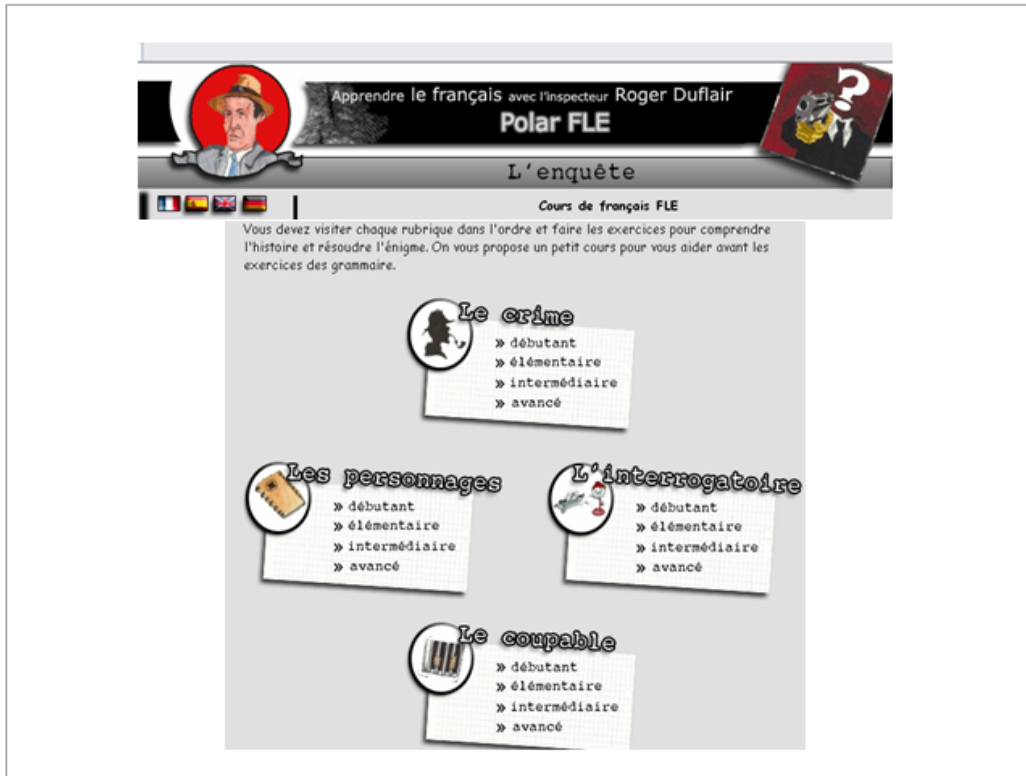 Apprendre le français avec l'inspecteur Roger Duflair
Polar FLE
?
L'enquête
Cours de français FLE
Vous devez visiter chaque rubrique dans l'ordre et faire les exercices pour comprendre
l'histoire et résoudre l'énigme. On vous propose un petit cours pour vous aider avant les
exercices des grammaire.
Le crime
» débutant
» élémentaire
» intermédiaire
» avancé
Les personnages
» débutant
» élémentaire
» intermédiaire
» avancé
L'interrogatoire
» débutant
» élémentaire
» intermédiaire
» avancé
Le coupable
» débutant
» élémentaire
» intermédiaire
» avancé